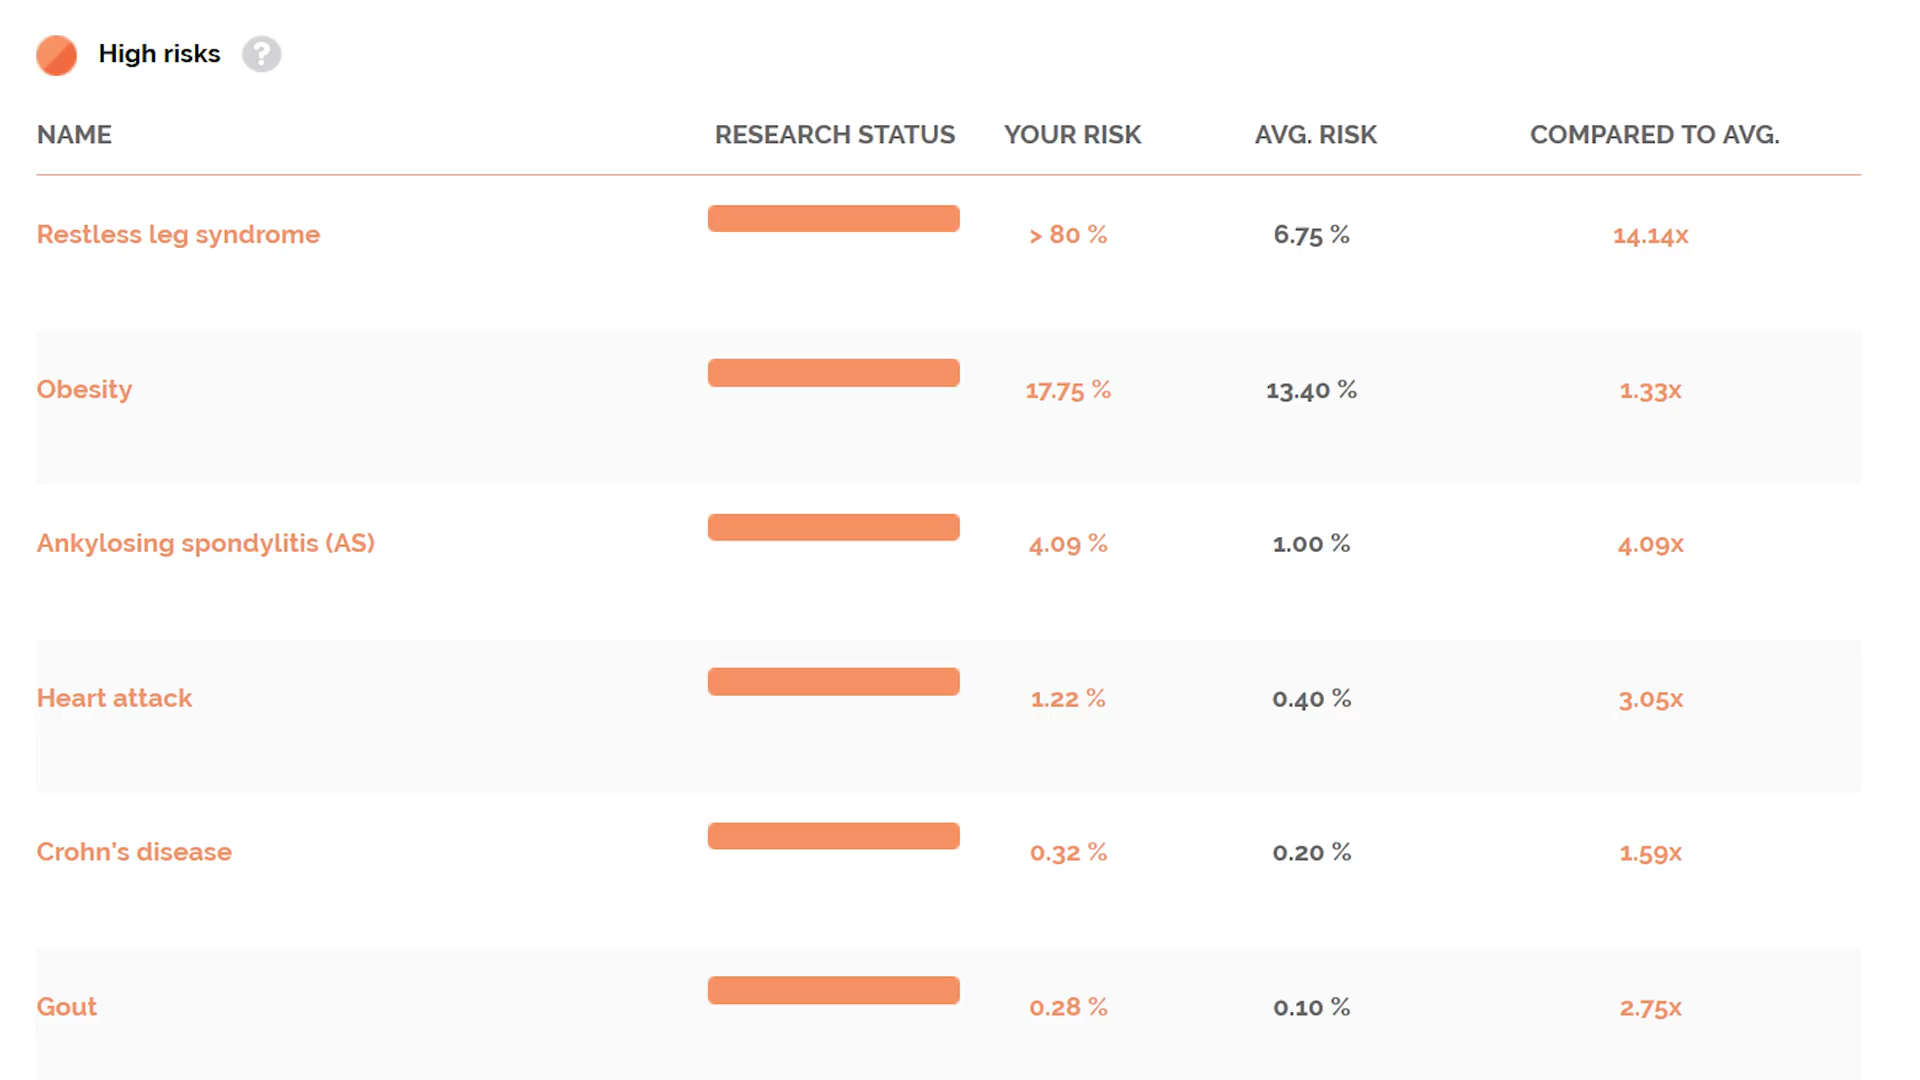 High risks ?
NAME RESEARCH STATUS YOUR RISK AVG. RISK COMPARED TO AVG.
Restless leg syndrome > 80 % 6.75 % 14.14x
Obesity 17.75 % 13.40 % 1.33x
Ankylosing spondylitis (AS) 4.09 % 1.00 % 4.09x
Heart attack 1.22 % 0.40 % 3.05x
Crohn's disease 0.32 % 0.20 % 1.59x
Gout 0.28 % 0.10 % 2.75x